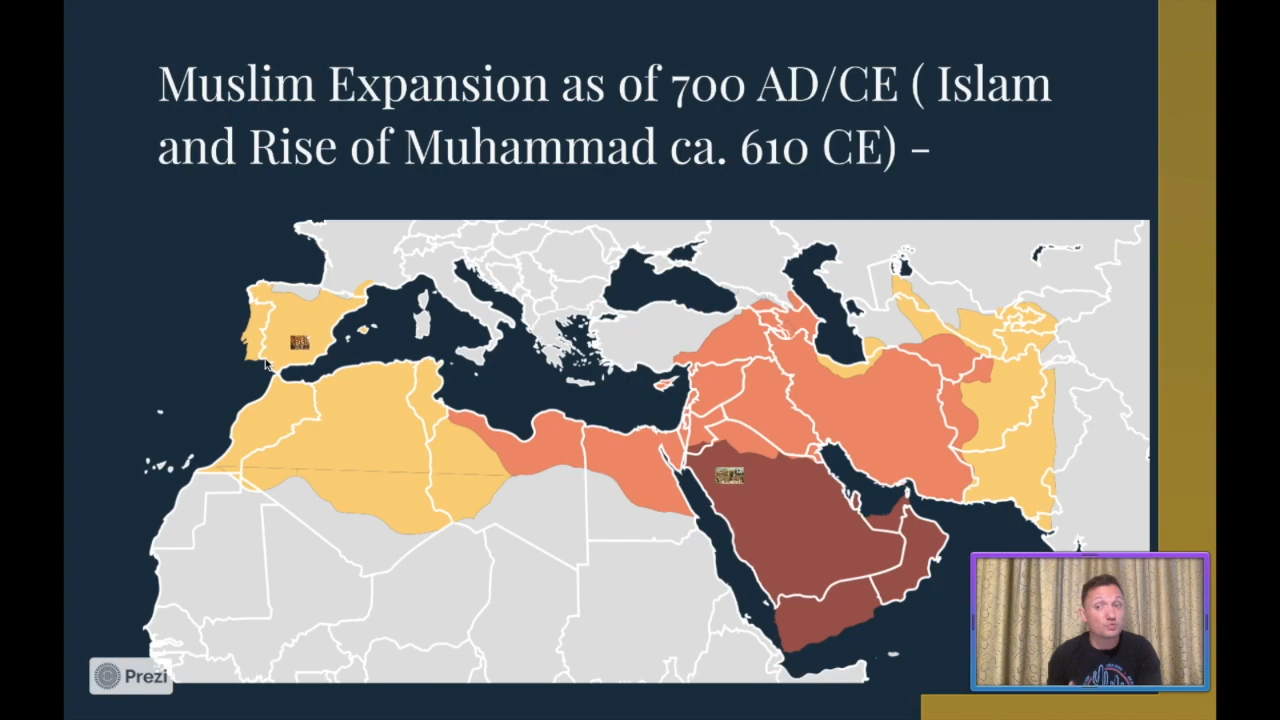 Muslim Expansion as of 700 AD/CE ( Islam
and Rise of Muhammad ca. 610 CE) -
Prezi